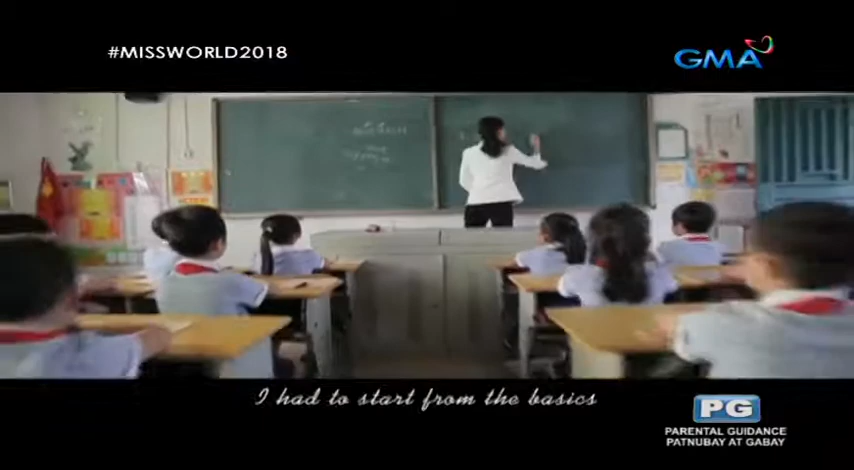 #MISSWORLD2018
GMA
I had to start from the basics
PG
PARENTAL GUIDANCE
PATNUBAY AT GABAY